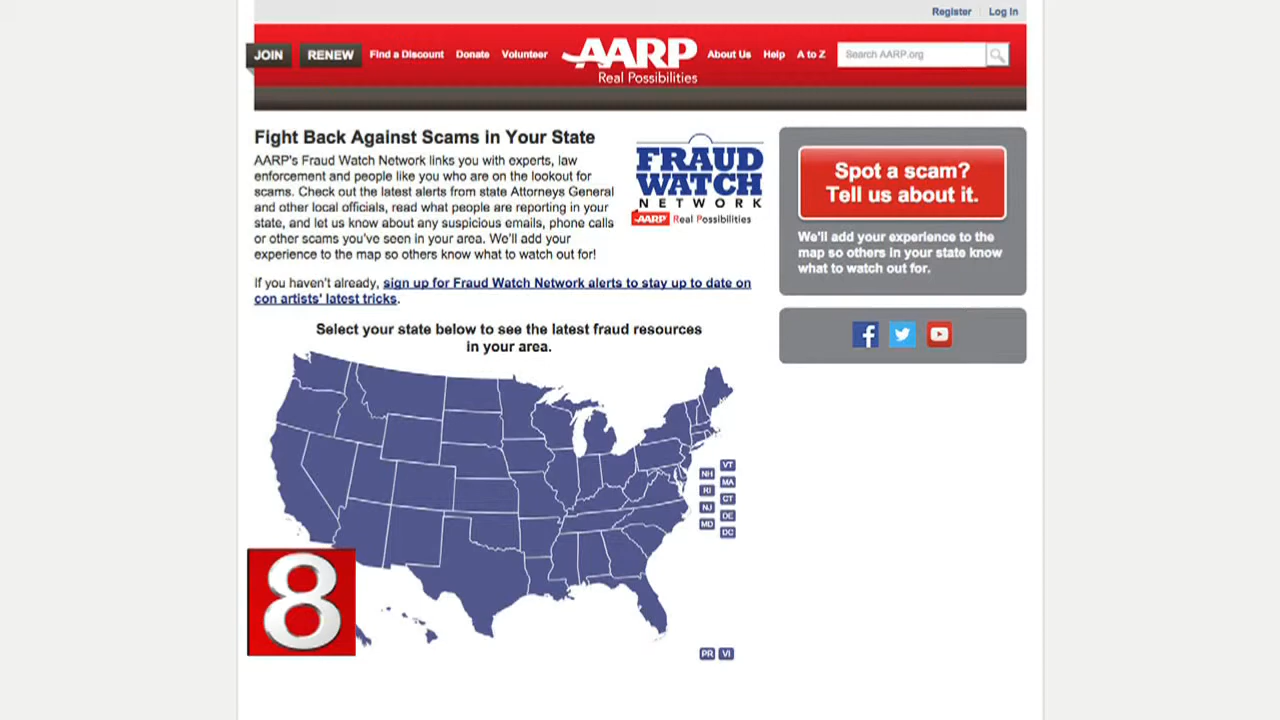 Register Log In
JOIN RENEW Find a Discount Donate Volunteer AARP About Us Help A to Z Search AARP.org
Real Possibilities
Fight Back Against Scams in Your State
AARP's Fraud Watch Network links you with experts, law
enforcement and people like you who are on the lookout for
scams. Check out the latest alerts from state Attorneys General
and other local officials, read what people are reporting in your
state, and let us know about any suspicious emails, phone calls
or other scams you've seen in your area. We'll add your
experience to the map so others know what to watch out for!
FRAUD
WATCH
NETWORK
AARP Real Possibilities
Spot a scam?
Tell us about it.
We'll add your experience to the
map so others in your state know
what to watch out for.
If you haven't already, sign up for Fraud Watch Network alerts to stay up to date on
con artists' latest tricks.
Select your state below to see the latest fraud resources
in your area.
VT
NH
MA
RI
CT
NJ
DE
MD
DC
8
PR VI